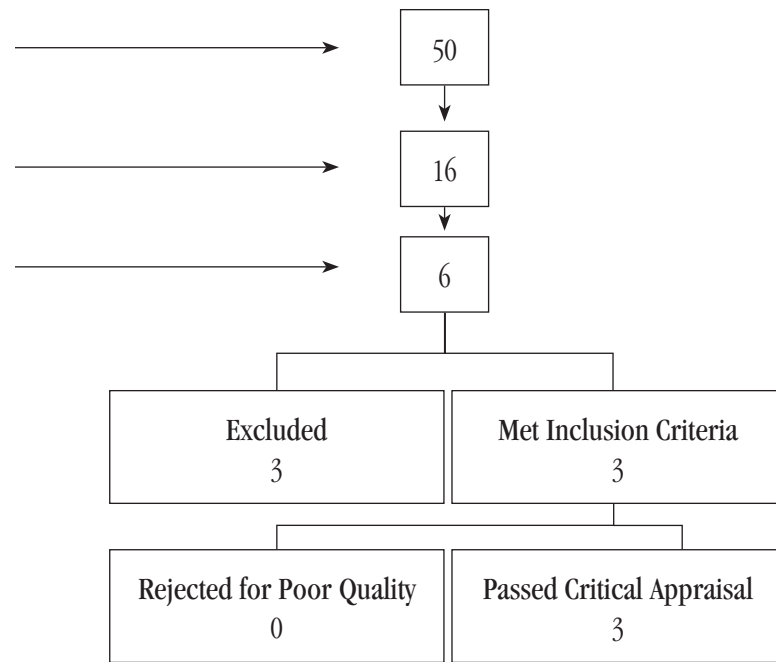 50
16
6
Excluded
3
Met Inclusion Criteria
3
Rejected for Poor Quality
0
Passed Critical Appraisal
3